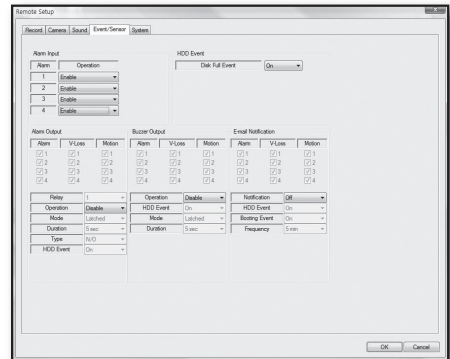 Remote Setup
Record Camera Sound Event/Sensor System
Alarm Input
Alarm Operation
1 Enable
2 Enable
3 Enable
4 Enable
HDD Event
Disk Full Event On
Alarm Output
Alarm V-Loss Motion
1 1 1
2 2 2
3 3 3
4 4 4
Relay 1
Operation Disable
Mode Latched
Duration 5 sec
Type N/O
HDD Event On
Buzzer Output
Alarm V-Loss Motion
1 1 1
2 2 2
3 3 3
4 4 4
Operation Disable
HDD Event On
Mode Latched
Duration 5 sec
E-mail Notification
Alarm V-Loss Motion
1 1 1
2 2 2
3 3 3
4 4 4
Notification Off
HDD Event On
Booting Event On
Frequency 5 min
OK Cancel